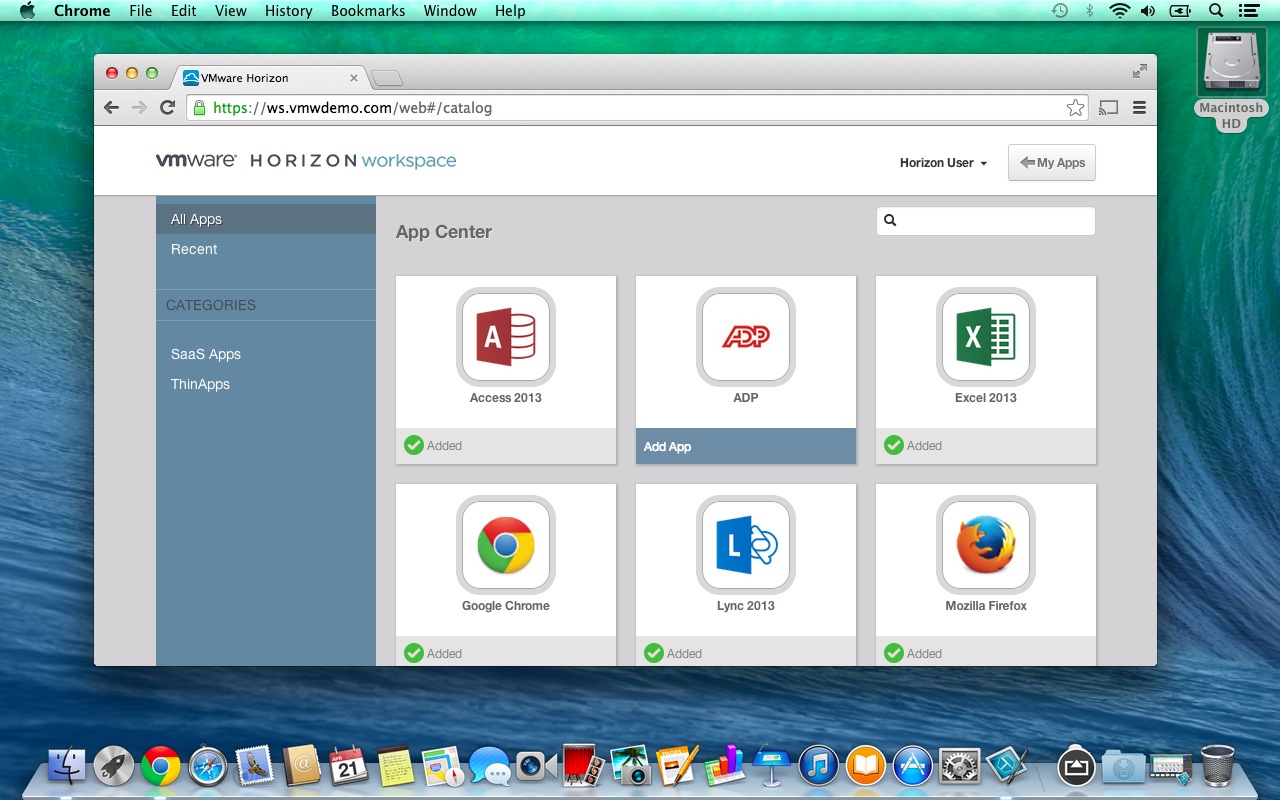 Chrome File Edit View History Bookmarks Window Help
Macintosh
HD
VMware Horizon
https://ws.vmwdemo.com/web#/catalog
vmware HORIZON workspace
Horizon User
My Apps
All Apps
Recent
CATEGORIES
SaaS Apps
ThinApps
App Center
A
Access 2013
Added
ADP
ADP
Add App
X
Excel 2013
Added
Google Chrome
Added
L
Lync 2013
Added
Mozilla Firefox
Added
APR
21
PAGES